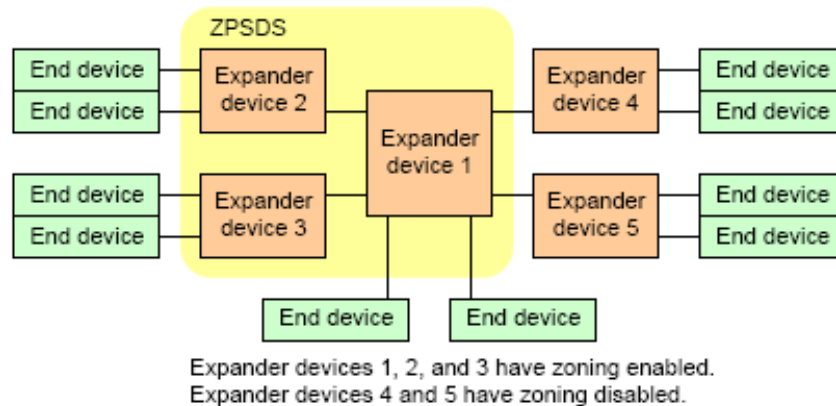 ZPSDS
End device
End device
Expander
device 2
Expander
device 1
Expander
device 4
End device
End device
End device
End device
Expander
device 3
Expander
device 5
End device
End device
End device
End device
Expander devices 1, 2, and 3 have zoning enabled.
Expander devices 4 and 5 have zoning disabled.